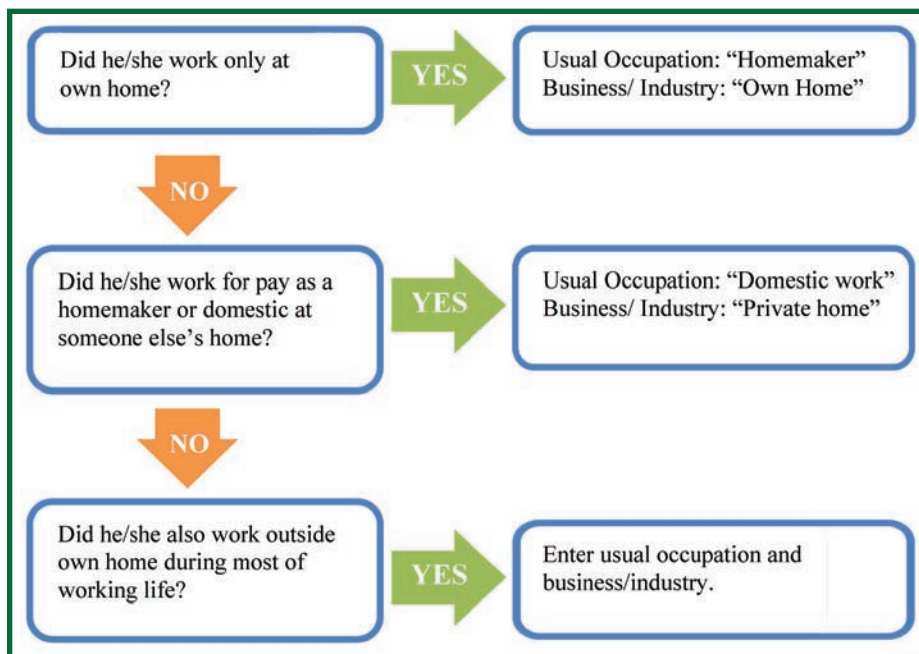 Did he/she work only at
own home?
YES
Usual Occupation: “Homemaker”
Business/ Industry: “Own Home”
NO
Did he/she work for pay as a
homemaker or domestic at
someone else’s home?
YES
Usual Occupation: “Domestic work”
Business/ Industry: “Private home”
NO
Did he/she also work outside
own home during most of
working life?
YES
Enter usual occupation and
business/industry.